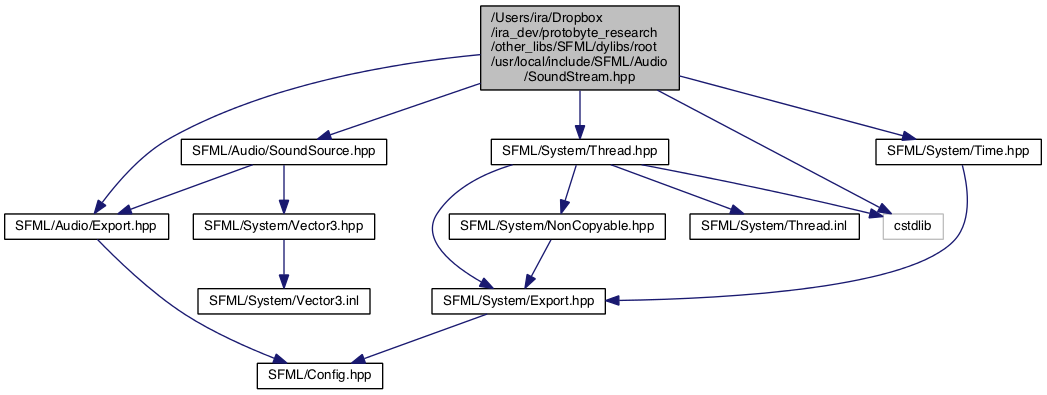 /Users/ira/Dropbox
/ira_dev/protobyte_research
/other_libs/SFML/dylibs/root
/usr/local/include/SFML/Audio
/SoundStream.hpp
SFML/Audio/SoundSource.hpp
SFML/System/Thread.hpp
SFML/System/Time.hpp
SFML/Audio/Export.hpp
SFML/System/Vector3.hpp
SFML/System/NonCopyable.hpp
SFML/System/Thread.inl
cstdlib
SFML/System/Vector3.inl
SFML/System/Export.hpp
SFML/Config.hpp